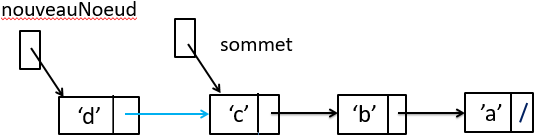 nouveauNoeud
sommet
‘d’ ‘c’ ‘b’ ’a’ /